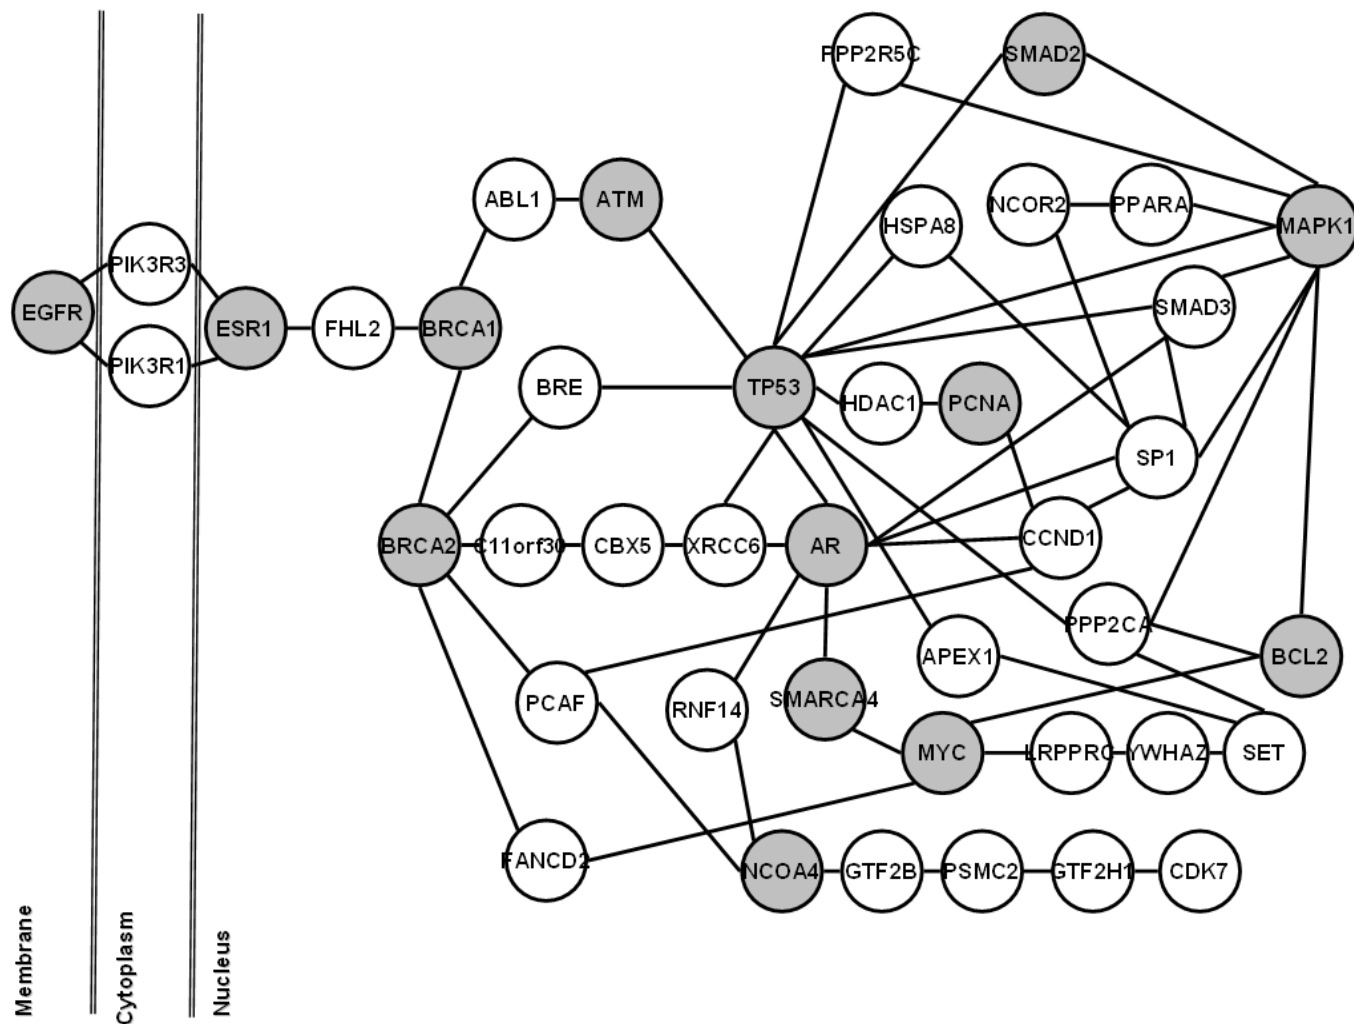 PPP2R5C
SMAD2
ABL1
ATM
HSPA8
NCOR2
PPARA
MAPK1
PIK3R3
EGFR
ESR1
FHL2
BRCA1
SMAD3
PIK3R1
BRE
TP53
HDAC1
PCNA
SP1
BRCA2
C11orf30
CBX5
XRCC6
AR
CCND1
PPP2CA
APEX1
BCL2
PCAF
RNF14
SMARCA4
MYC
LRPPRC
YWHAZ
SET
FANCD2
NCOA4
GTF2B
PSMC2
GTF2H1
CDK7
Membrane
Cytoplasm
Nucleus